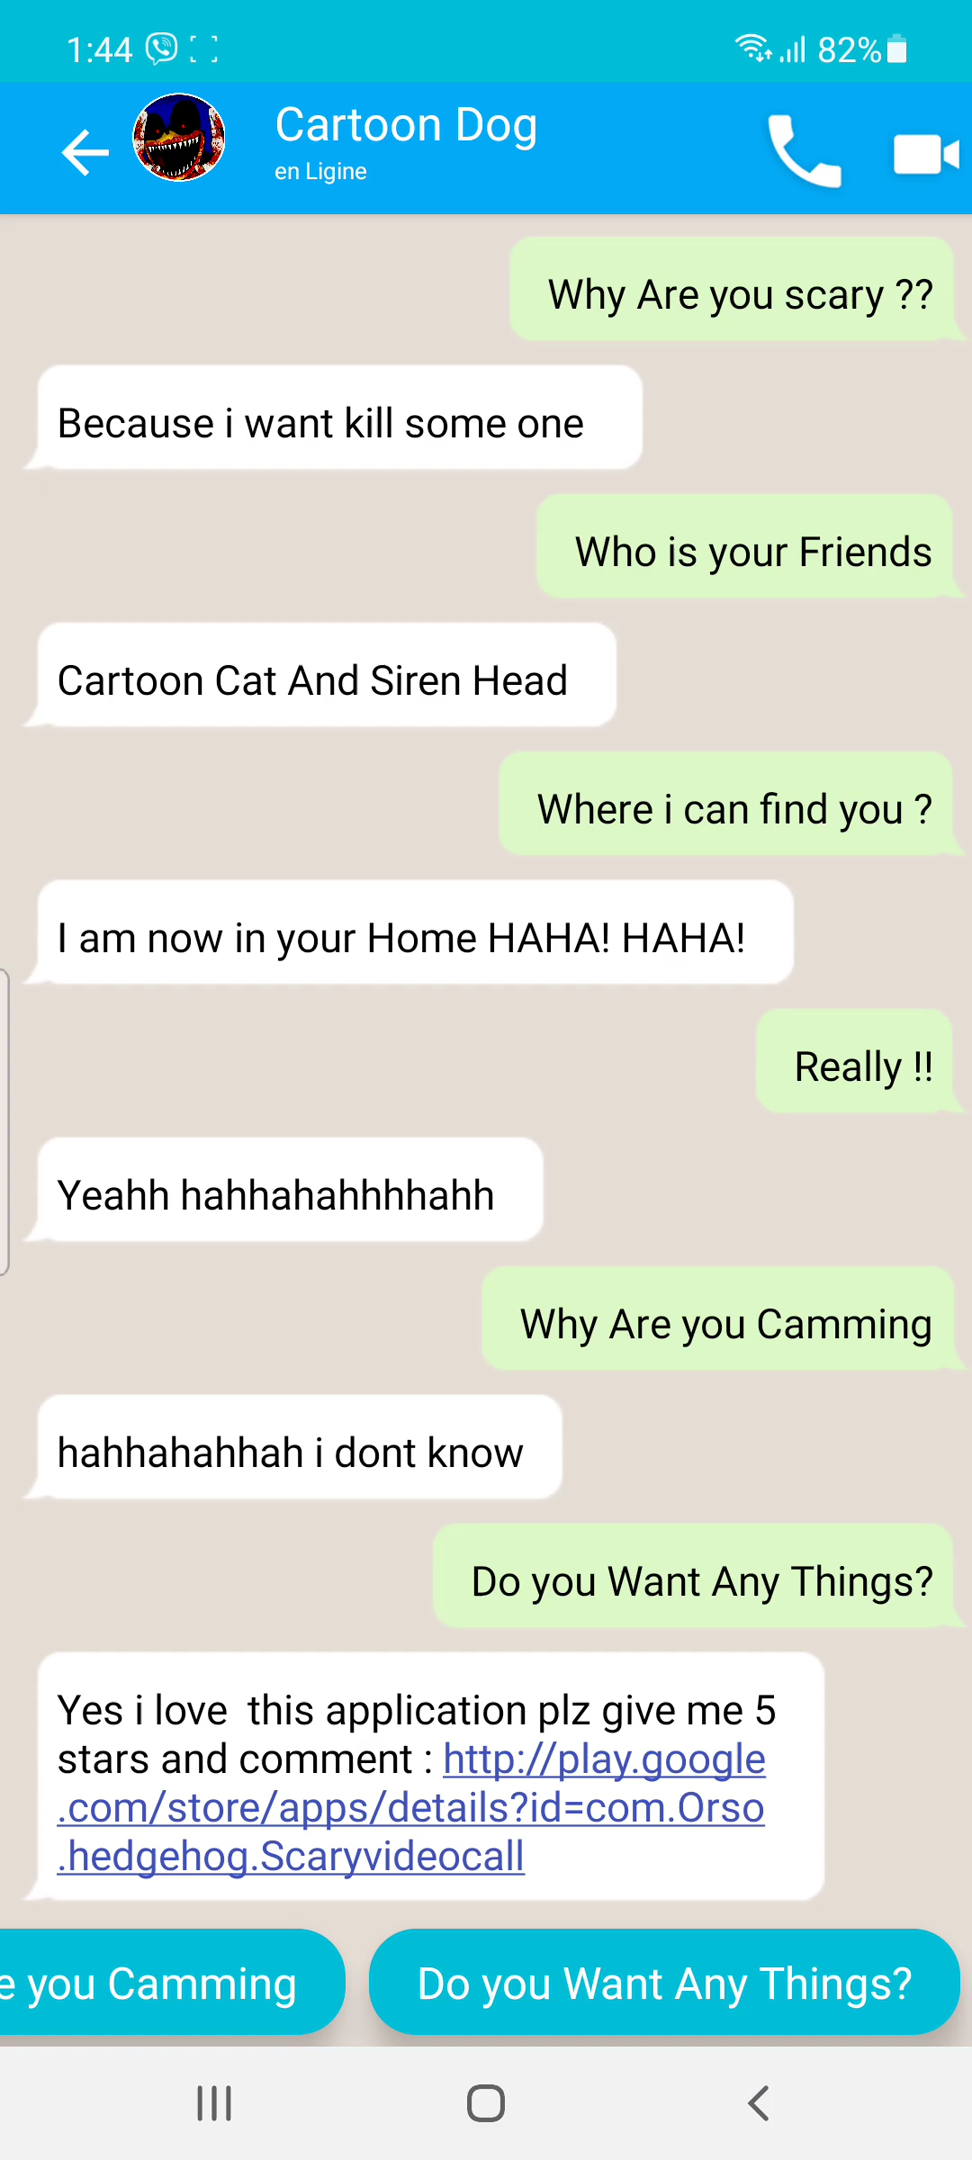 1:44
82%
Cartoon Dog
en Ligine
Why Are you scary ??
Because i want kill some one
Who is your Friends
Cartoon Cat And Siren Head
Where i can find you ?
I am now in your Home HAHA! HAHA!
Really !!
Yeahh hahhahahhhhahh
Why Are you Camming
hahhahahhah i dont know
Do you Want Any Things?
Yes i love  this application plz give me 5
stars and comment : http://play.google
.com/store/apps/details?id=com.Orso
.hedgehog.Scaryvideocall
e you Camming
Do you Want Any Things?